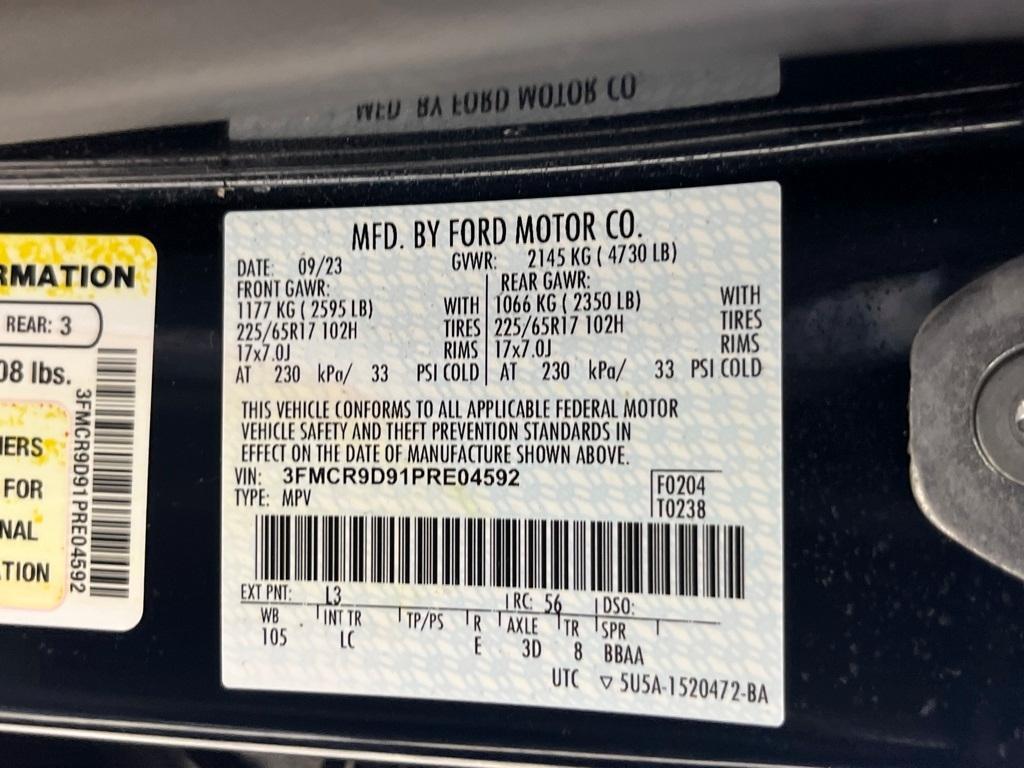 MFD. BY FORD MOTOR CO
MFD. BY FORD MOTOR CO.
DATE: 09/23 GVWR: 2145 KG ( 4730 LB)
FRONT GAWR: REAR GAWR:
1177 KG ( 2595 LB) WITH 1066 KG ( 2350 LB) WITH
225/65R17 102H TIRES 225/65R17 102H TIRES
17x7.0J RIMS 17x7.0J RIMS
AT 230 kPa/ 33 PSI COLD AT 230 kPa/ 33 PSI COLD
THIS VEHICLE CONFORMS TO ALL APPLICABLE FEDERAL MOTOR
VEHICLE SAFETY AND THEFT PREVENTION STANDARDS IN
EFFECT ON THE DATE OF MANUFACTURE SHOWN ABOVE.
VIN: 3FMCR9D91PRE04592
TYPE: MPV
F0204
T0238
EXT PNT: L3 RC: 56 DSO:
WB INT TR TP/PS R AXLE TR SPR
105 LC E 3D 8 BBAA
UTC ▽ 5U5A-1520472-BA
RMATION
REAR: 3
08 lbs.
3FMCR9D91PRE04592
IERS
FOR
NAL
TION